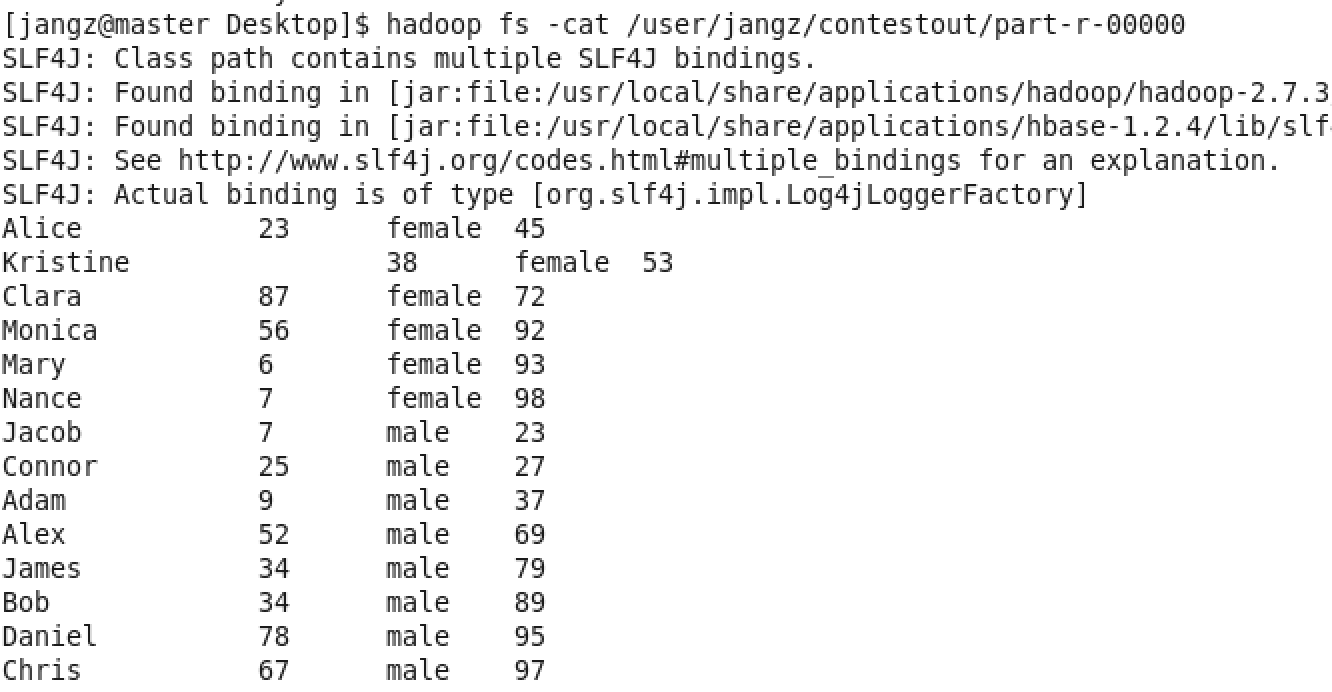 [jangz@master Desktop]$ hadoop fs -cat /user/jangz/contestout/part-r-00000
SLF4J: Class path contains multiple SLF4J bindings.
SLF4J: Found binding in [jar:file:/usr/local/share/applications/hadoop/hadoop-2.7.3
SLF4J: Found binding in [jar:file:/usr/local/share/applications/hbase-1.2.4/lib/slf
SLF4J: See http://www.slf4j.org/codes.html#multiple_bindings for an explanation.
SLF4J: Actual binding is of type [org.slf4j.impl.Log4jLoggerFactory]
Alice 23 female 45
Kristine 38 female 53
Clara 87 female 72
Monica 56 female 92
Mary 6 female 93
Nance 7 female 98
Jacob 7 male 23
Connor 25 male 27
Adam 9 male 37
Alex 52 male 69
James 34 male 79
Bob 34 male 89
Daniel 78 male 95
Chris 67 male 97